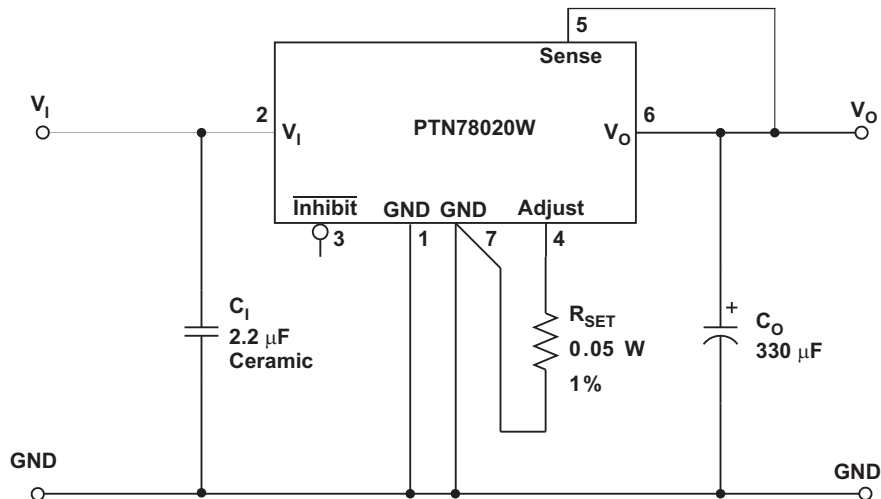 5
Sense
V_I
2
V_I
PTN78020W
6
V_O
V_O
Inhibit
GND
GND
Adjust
3
1
7
4
C_I
2.2 μF
Ceramic
R_SET
0.05 W
1%
+
C_O
330 μF
GND
GND